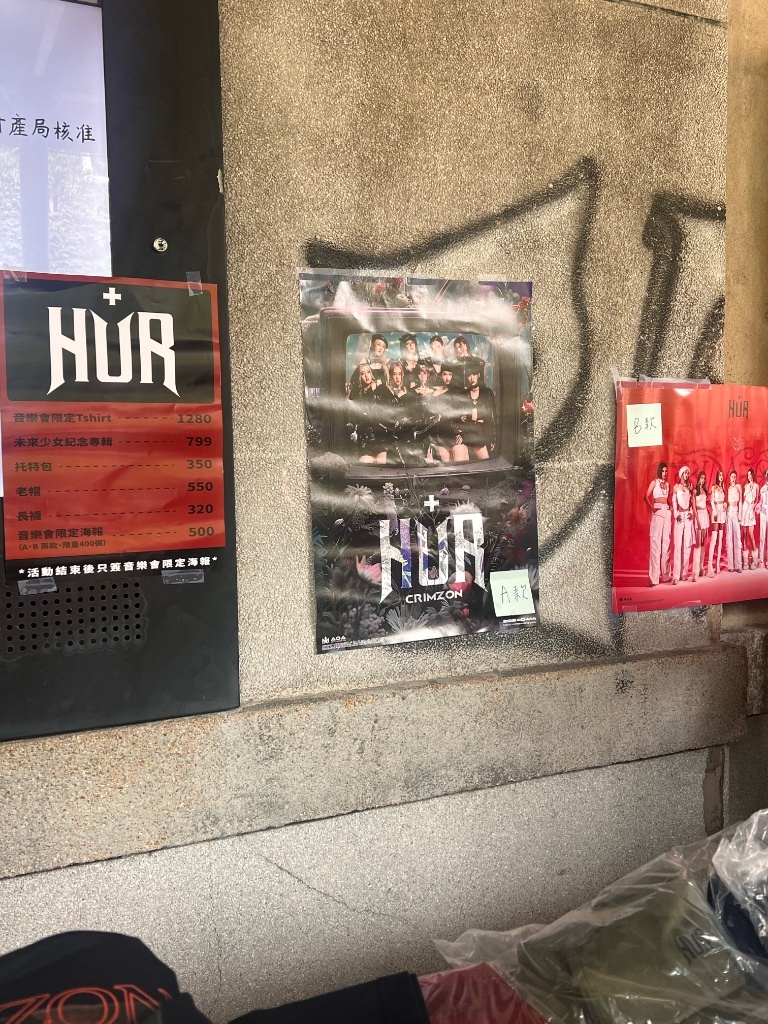 產局核准
HUR
音樂會限定Tshirt 1280
未來少女紀念專輯 799
托特包 350
老帽 550
長襪 320
音樂會限定海報 500
(A、B 兩款,限量400張)
*活動結束後只簽音樂會限定海報*
HUR
CRIMZON
AGA
A款
HUR
B款
ZON